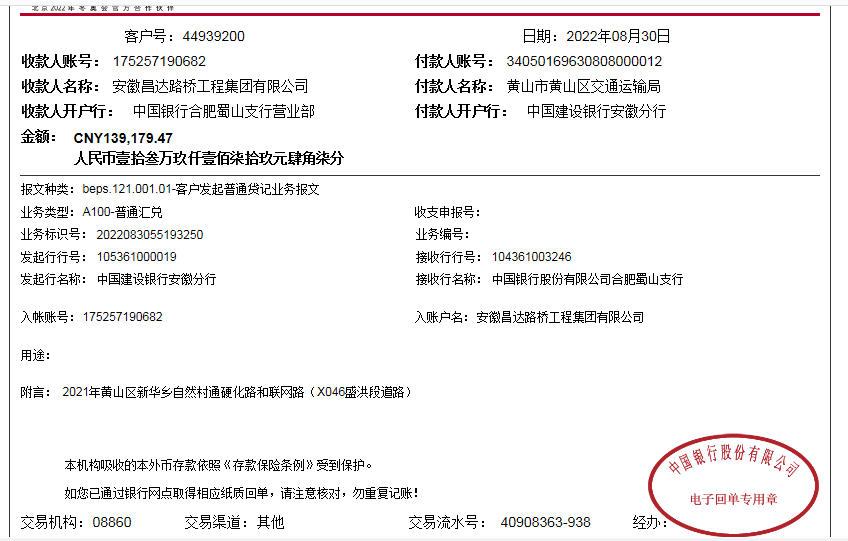 北京2022年冬奥会官方合作伙伴
客户号：44939200 日期：2022年08月30日
收款人账号：175257190682 付款人账号：34050169630808000012
收款人名称：安徽昌达路桥工程集团有限公司 付款人名称：黄山市黄山区交通运输局
收款人开户行：中国银行合肥蜀山支行营业部 付款人开户行：中国建设银行安徽分行
金额：CNY139,179.47
人民币壹拾叁万玖仟壹佰柒拾玖元肆角柒分
报文种类：beps.121.001.01-客户发起普通贷记业务报文
业务类型：A100-普通汇兑 收支申报号：
业务标识号：2022083055193250 业务编号：
发起行行号：105361000019 接收行行号：104361003246
发起行名称：中国建设银行安徽分行 接收行名称：中国银行股份有限公司合肥蜀山支行
入帐账号：175257190682 入账户名：安徽昌达路桥工程集团有限公司
用途：
附言：2021年黄山区新华乡自然村通硬化路和联网路（X046盛洪段道路）
本机构吸收的本外币存款依照《存款保险条例》受到保护。
如您已通过银行网点取得相应纸质回单，请注意核对，勿重复记账！
中国银行股份有限公司
电子回单专用章
交易机构：08860 交易渠道：其他 交易流水号：40908363-938 经办：